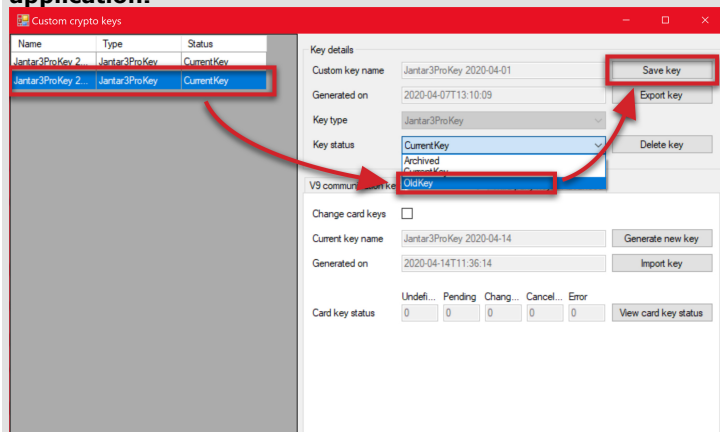 application.
Custom crypto keys
Name Type Status
Jantar3ProKey 2... Jantar3ProKey CurrentKey
Jantar3ProKey 2... Jantar3ProKey CurrentKey
Key details
Custom key name Jantar3ProKey 2020-04-01 Save key
Generated on 2020-04-07T13:10:09 Export key
Key type Jantar3ProKey
Key status CurrentKey Delete key
Archived
CurrentKey
OldKey
V9 communication ke
Change card keys
Current key name Jantar3ProKey 2020-04-14 Generate new key
Generated on 2020-04-14T11:36:14 Import key
Undefi... Pending Chang... Cancel... Error
Card key status 0 0 0 0 0 View card key status